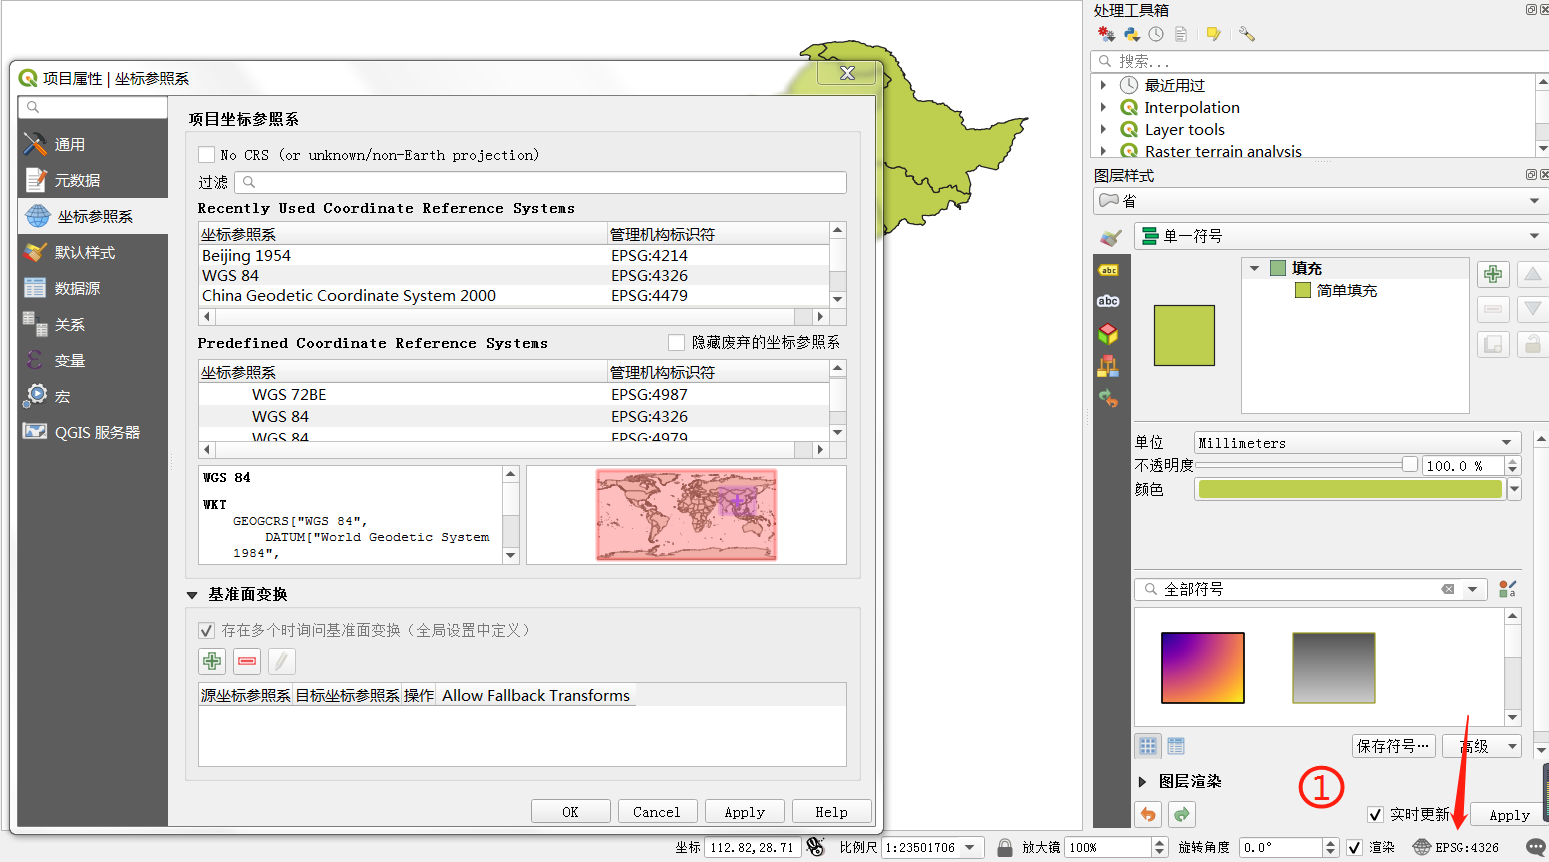 项目属性 | 坐标参照系
通用
元数据
坐标参照系
默认样式
数据源
关系
变量
宏
QGIS 服务器
项目坐标参照系
No CRS (or unknown/non-Earth projection)
过滤
Recently Used Coordinate Reference Systems
坐标参照系 管理机构标识符
Beijing 1954 EPSG:4214
WGS 84 EPSG:4326
China Geodetic Coordinate System 2000 EPSG:4479
Predefined Coordinate Reference Systems 隐藏废弃的坐标参照系
坐标参照系 管理机构标识符
WGS 72BE EPSG:4987
WGS 84 EPSG:4326
WGS 84 EPSG:4979
WGS 84
WKT
GEOGCRS["WGS 84",
DATUM["World Geodetic System
1984",
基准面变换
存在多个时询问基准面变换（全局设置中定义）
源坐标参照系 目标坐标参照系 操作 Allow Fallback Transforms
OK Cancel Apply Help
处理工具箱
搜索...
最近用过
Interpolation
Layer tools
Raster terrain analysis
图层样式
省
单一符号
abc
abc
填充
简单填充
单位 Millimeters
不透明度 100.0 %
颜色
全部符号
a
保存符号… 高级
图层渲染
①
实时更新 Apply
坐标 112.82,28.71 比例尺 1:23501706 放大镜 100% 旋转角度 0.0° 渲染 EPSG:4326